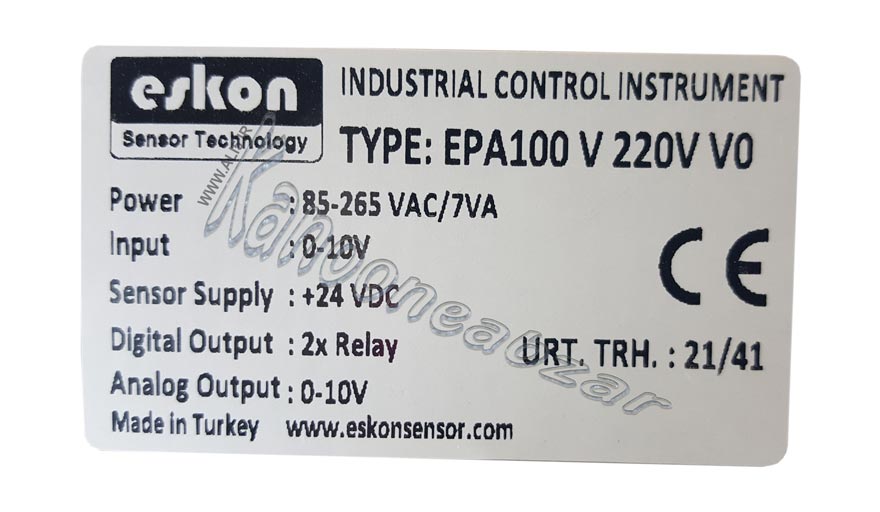 eskon
Sensor Technology
INDUSTRIAL CONTROL INSTRUMENT
TYPE: EPA100 V 220V V0
Power : 85-265 VAC/7VA
Input : 0-10V
Sensor Supply : +24 VDC
Digital Output : 2x Relay
Analog Output : 0-10V
CE
URT. TRH. : 21/41
Made in Turkey www.eskonsensor.com
Kanooneabzar